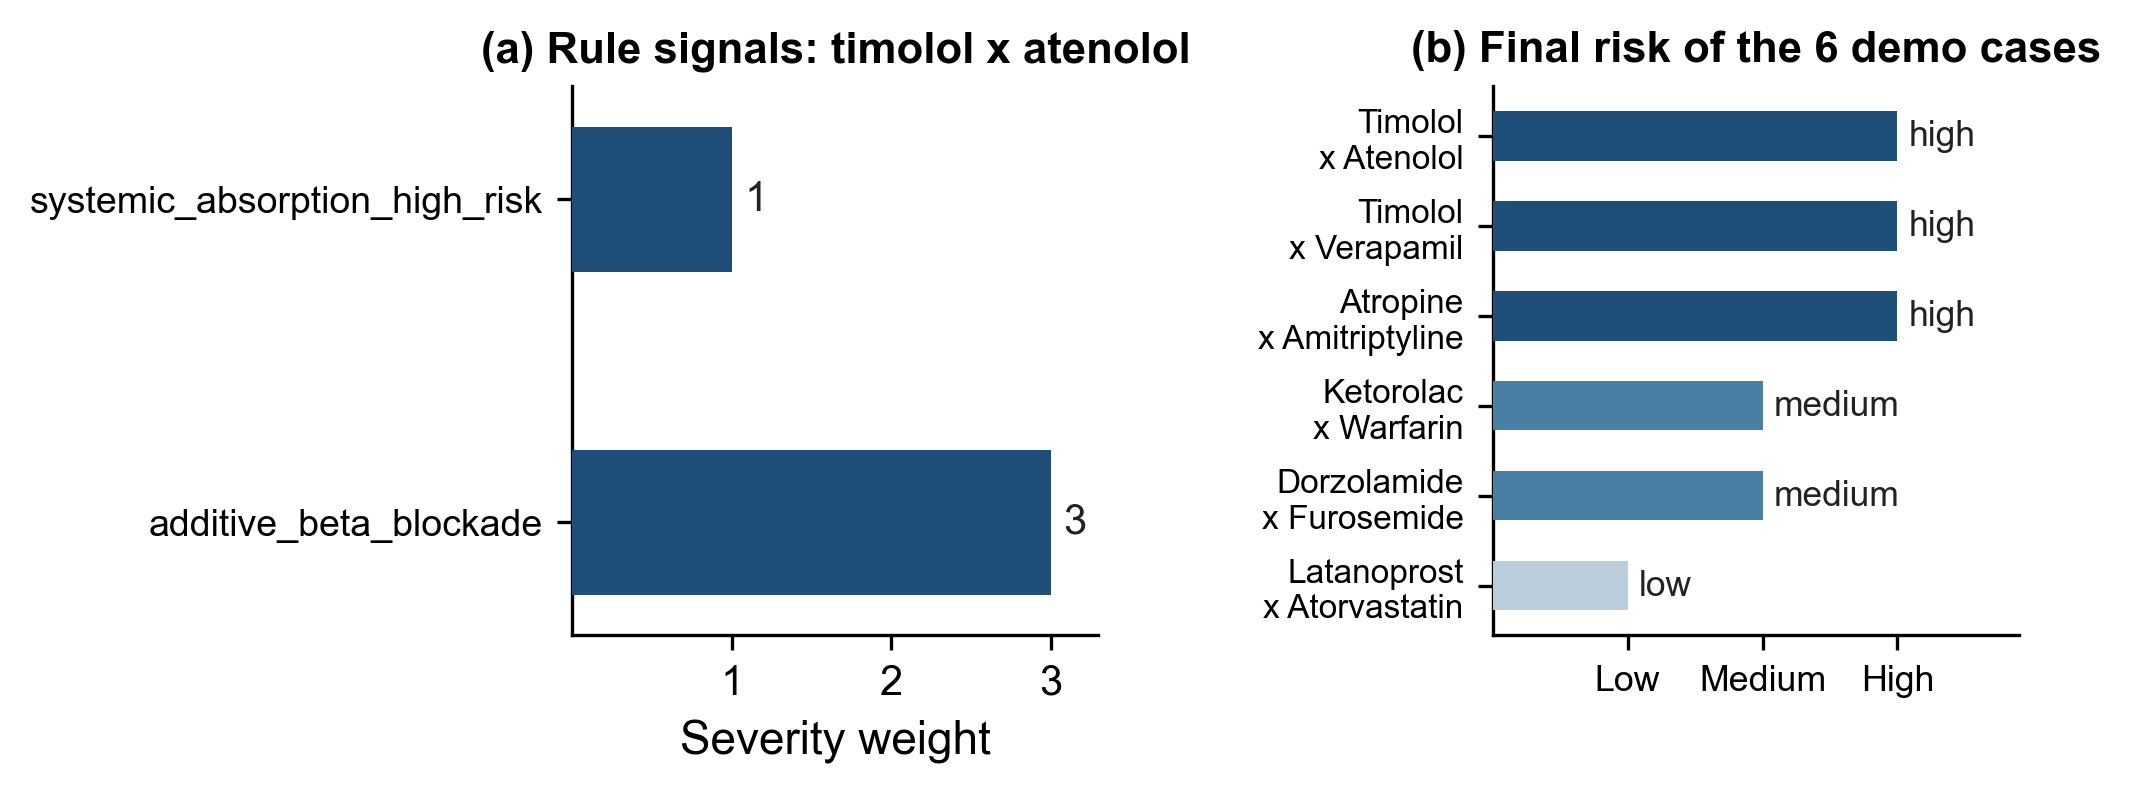 (a) Rule signals: timolol x atenolol
systemic_absorption_high_risk
1
additive_beta_blockade
3
1 2 3
Severity weight
(b) Final risk of the 6 demo cases
Timolol
x Atenolol
high
Timolol
x Verapamil
high
Atropine
x Amitriptyline
high
Ketorolac
x Warfarin
medium
Dorzolamide
x Furosemide
medium
Latanoprost
x Atorvastatin
low
Low Medium High